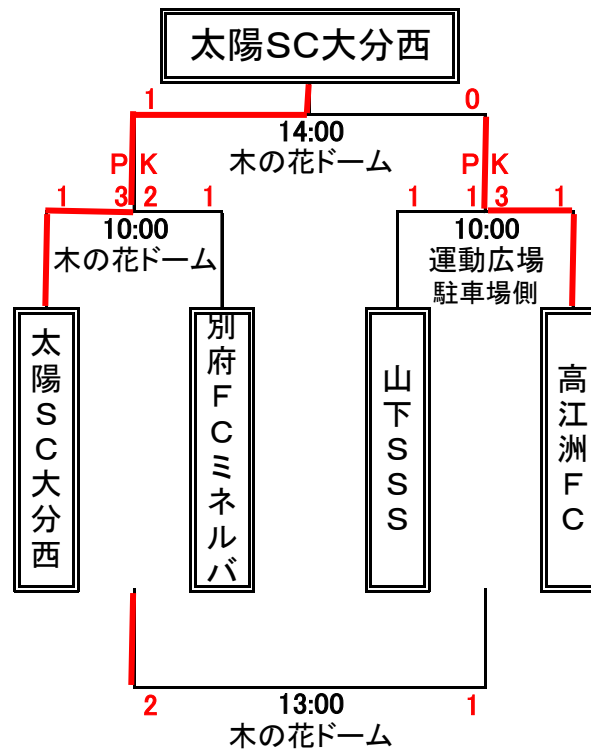 太陽SC大分西
1 0
14:00
木の花ドーム
PK PK
1 3 2 1 1 1 3 1
10:00 10:00
木の花ドーム 運動広場
駐車場側
太陽SC大分西
別府FCミネルバ
山下SSS
高江洲FC
2 13:00 1
木の花ドーム